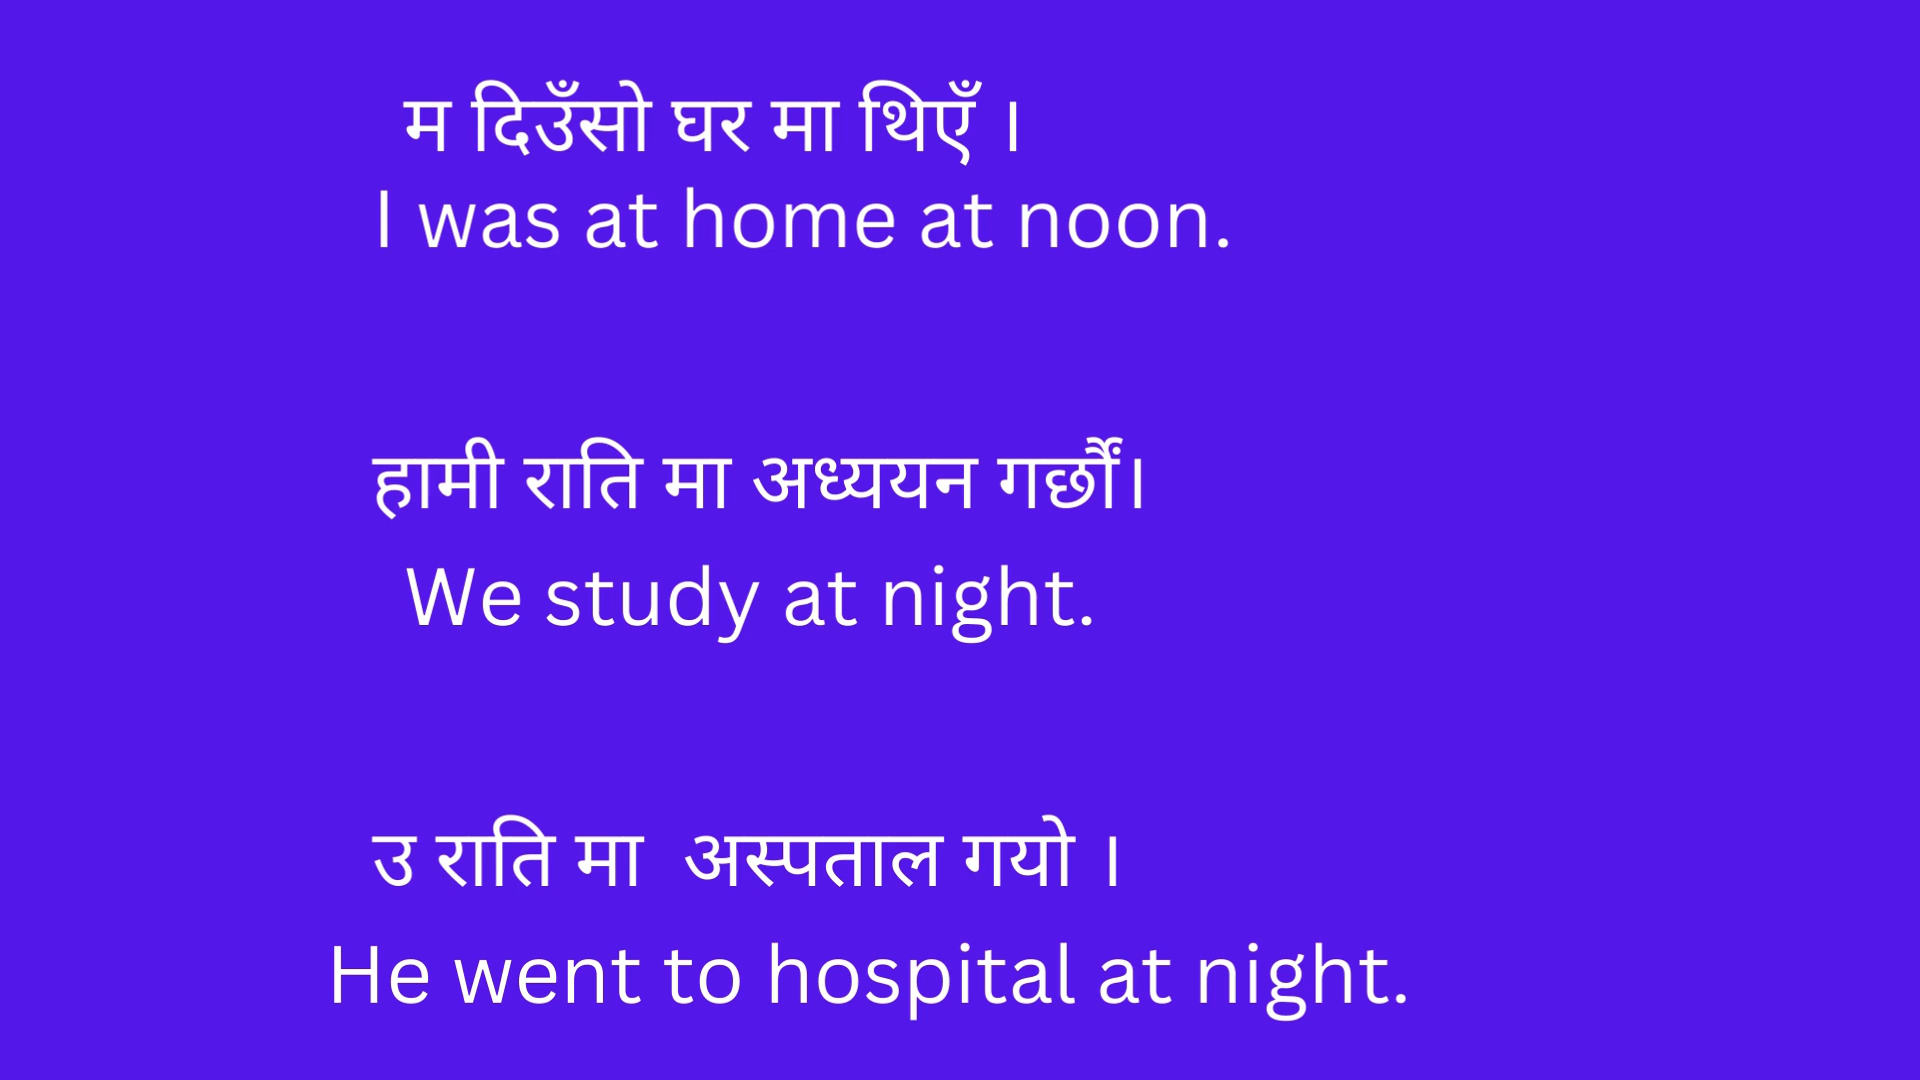 म दिउँसो घर मा थिएँ ।
I was at home at noon.
हामी राति मा अध्ययन गर्छौं।
We study at night.
उ राति मा  अस्पताल गयो ।
He went to hospital at night.